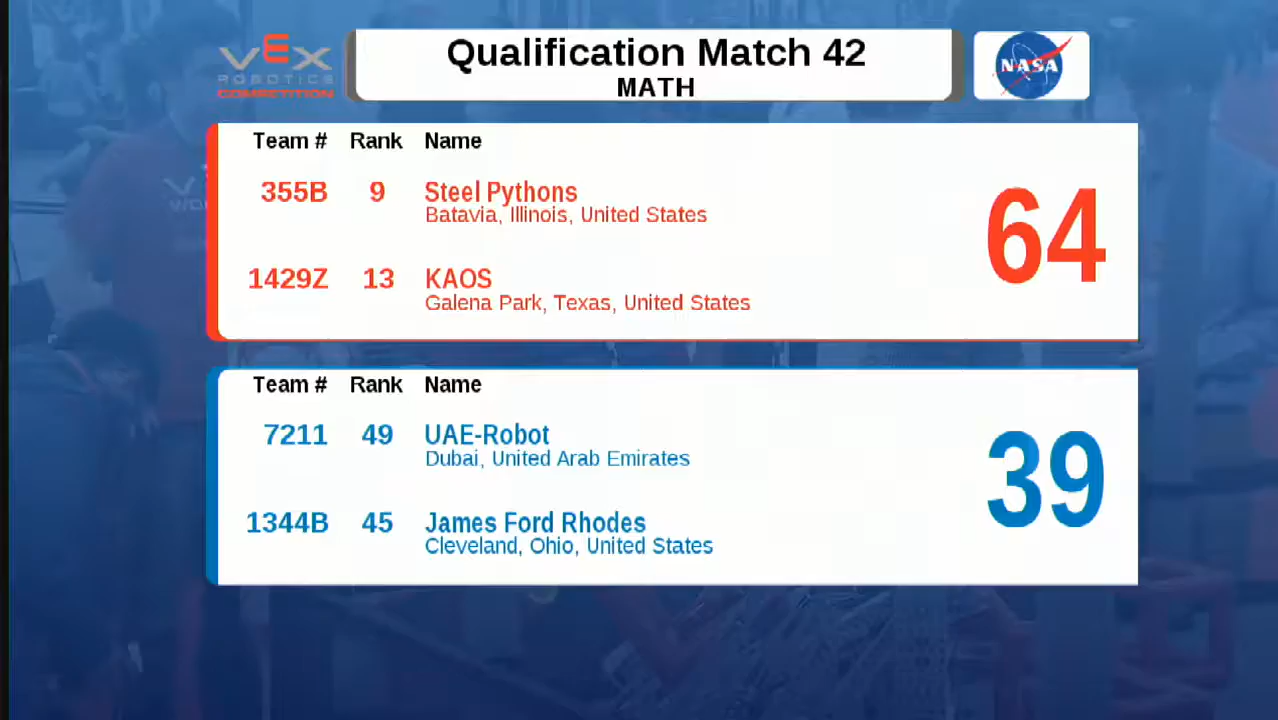 VEX
ROBOTICS
COMPETITION
Qualification Match 42
MATH
NASA
Team # Rank Name
355B 9 Steel Pythons
Batavia, Illinois, United States
1429Z 13 KAOS
Galena Park, Texas, United States
64
Team # Rank Name
7211 49 UAE-Robot
Dubai, United Arab Emirates
1344B 45 James Ford Rhodes
Cleveland, Ohio, United States
39